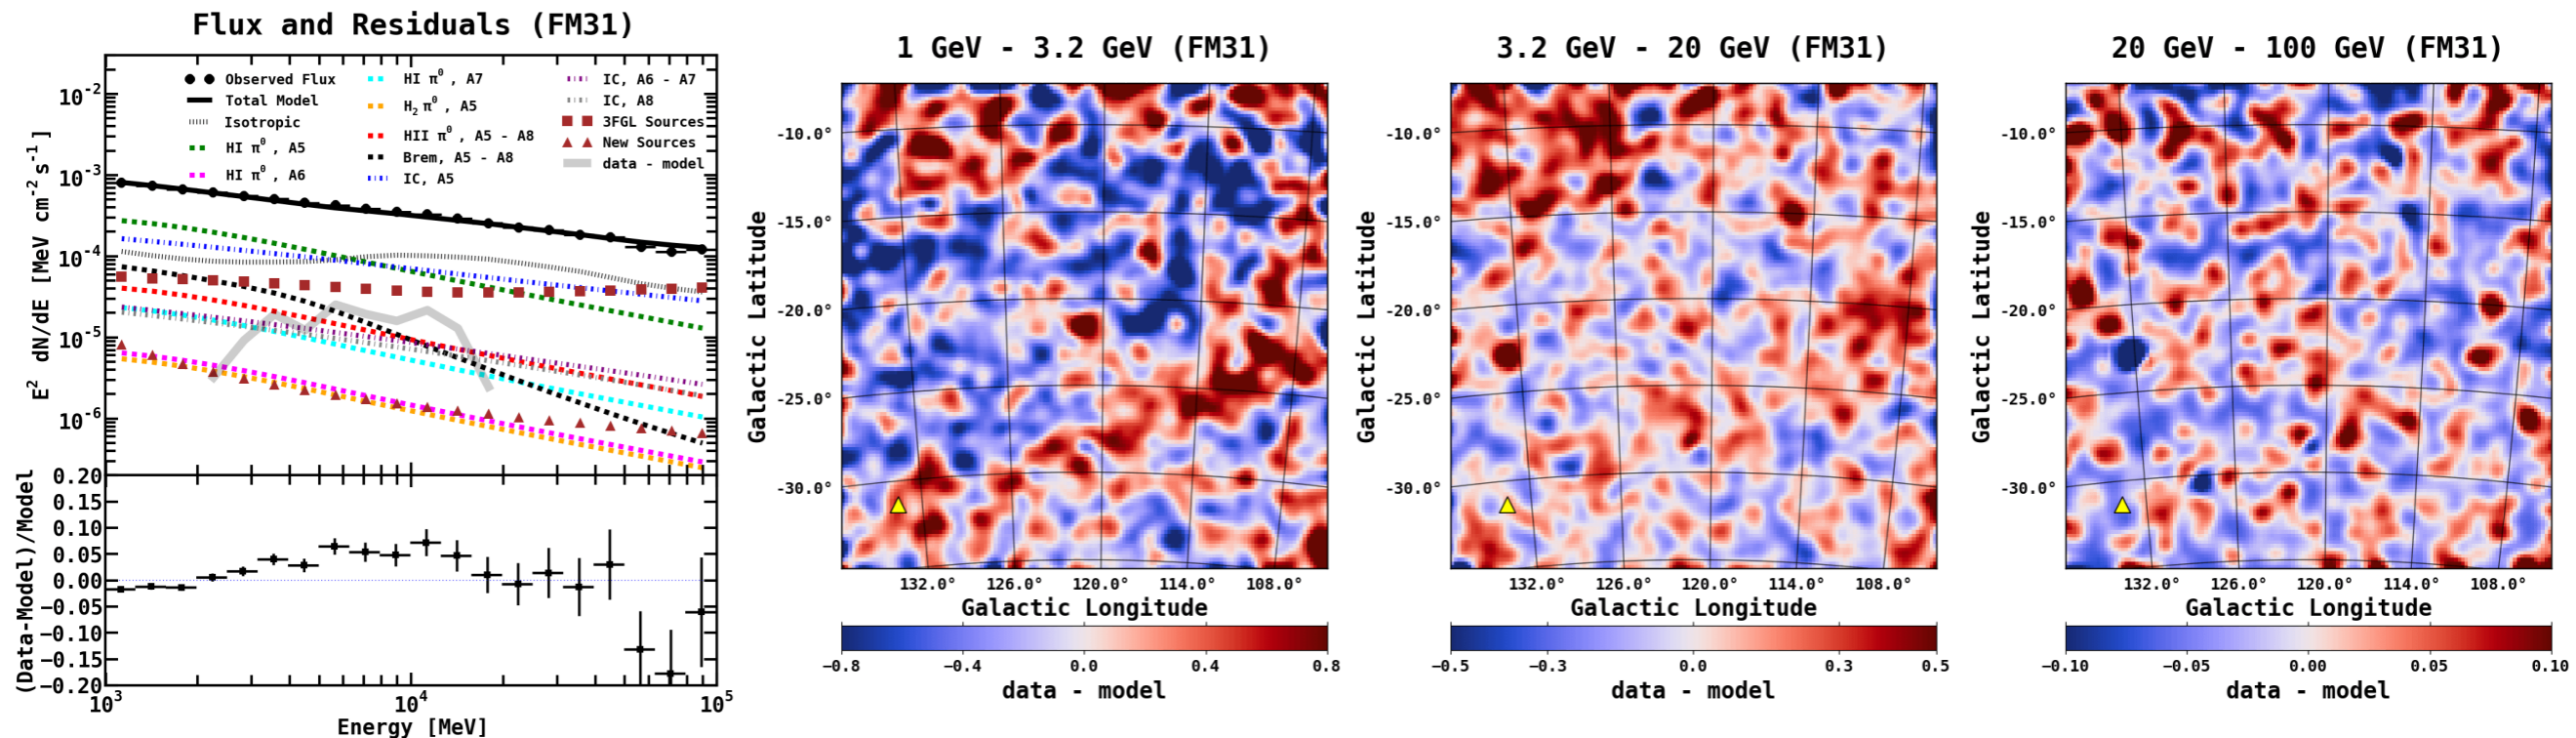 Flux and Residuals (FM31)
Observed Flux
Total Model
Isotropic
HI π⁰, A5
HI π⁰, A6
HI π⁰, A7
H₂ π⁰, A5
HII π⁰, A5 - A8
Brem, A5 - A8
IC, A5
IC, A6 - A7
IC, A8
3FGL Sources
New Sources
data - model
E² dN/dE [MeV cm⁻² s⁻¹]
10⁻²
10⁻³
10⁻⁴
10⁻⁵
10⁻⁶
(Data-Model)/Model
0.20
0.15
0.10
0.05
0.00
−0.05
−0.10
−0.15
−0.20
10³ 10⁴ 10⁵
Energy [MeV]
1 GeV - 3.2 GeV (FM31)
Galactic Latitude
-10.0°
-15.0°
-20.0°
-25.0°
-30.0°
132.0° 126.0° 120.0° 114.0° 108.0°
Galactic Longitude
−0.8 −0.4 0.0 0.4 0.8
data - model
3.2 GeV - 20 GeV (FM31)
Galactic Latitude
-10.0°
-15.0°
-20.0°
-25.0°
-30.0°
132.0° 126.0° 120.0° 114.0° 108.0°
Galactic Longitude
−0.5 −0.3 0.0 0.3 0.5
data - model
20 GeV - 100 GeV (FM31)
Galactic Latitude
-10.0°
-15.0°
-20.0°
-25.0°
-30.0°
132.0° 126.0° 120.0° 114.0° 108.0°
Galactic Longitude
−0.10 −0.05 0.00 0.05 0.10
data - model